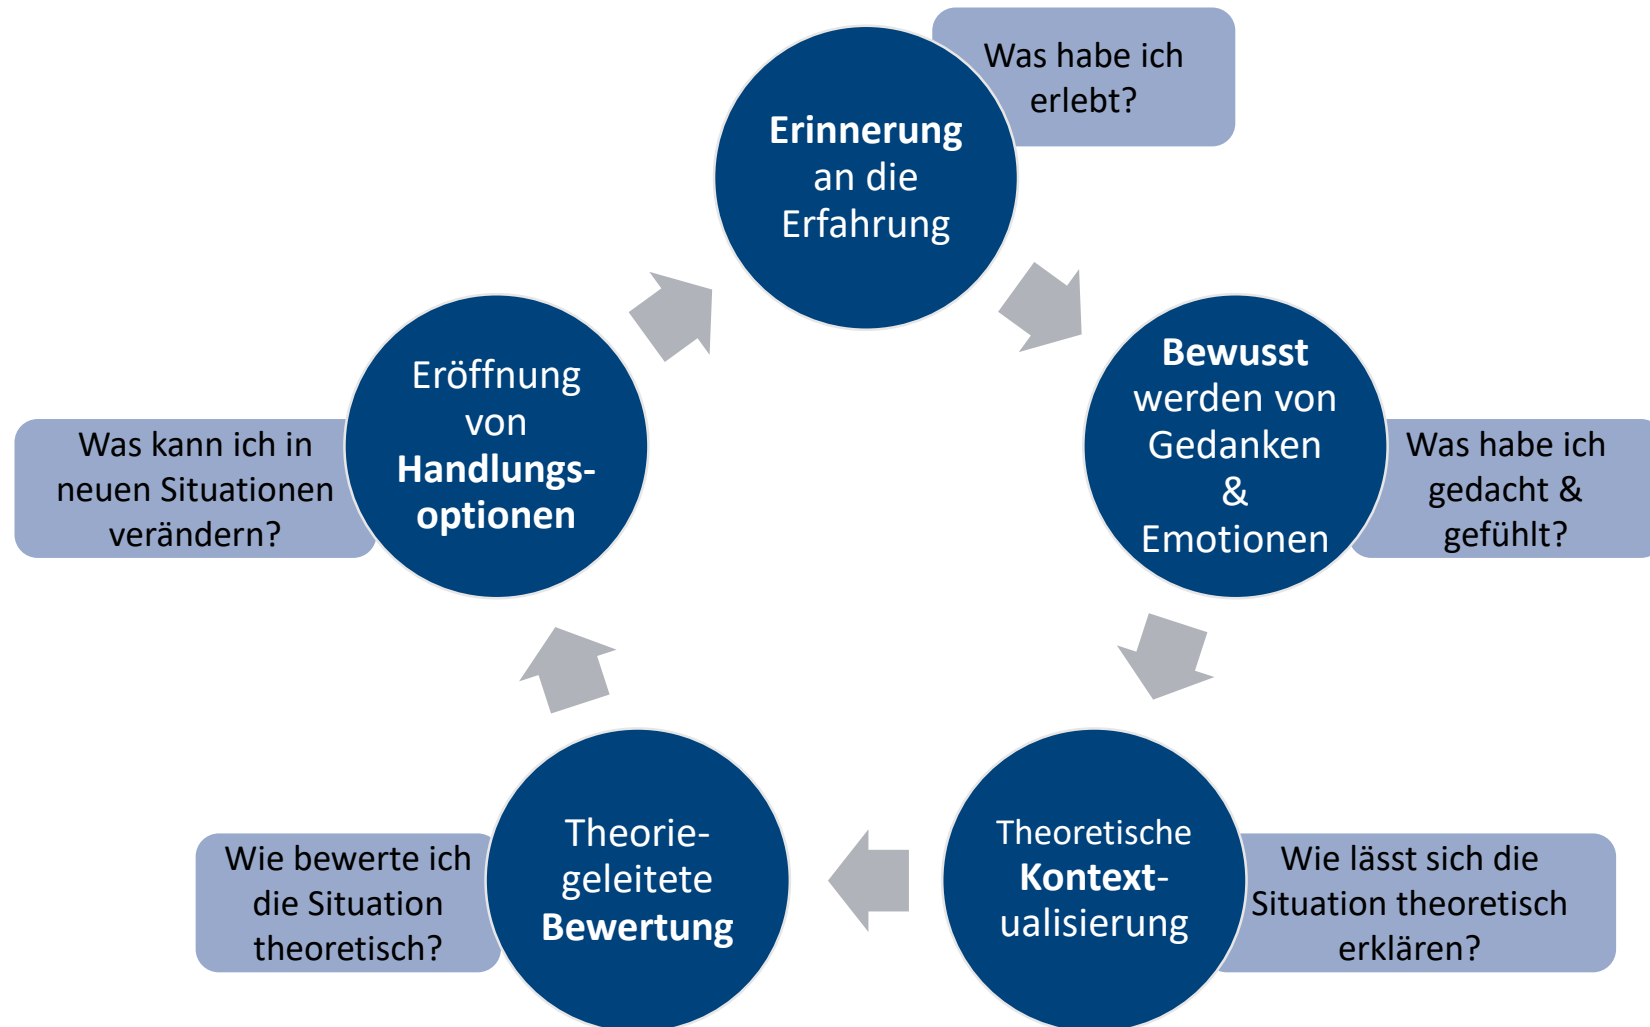 Was habe ich
erlebt?
Erinnerung
an die
Erfahrung
Bewusst
werden von
Gedanken
&
Emotionen
Was habe ich
gedacht &
gefühlt?
Theoretische
Kontext-
ualisierung
Wie lässt sich die
Situation theoretisch
erklären?
Theorie-
geleitete
Bewertung
Wie bewerte ich
die Situation
theoretisch?
Eröffnung
von
Handlungs-
optionen
Was kann ich in
neuen Situationen
verändern?